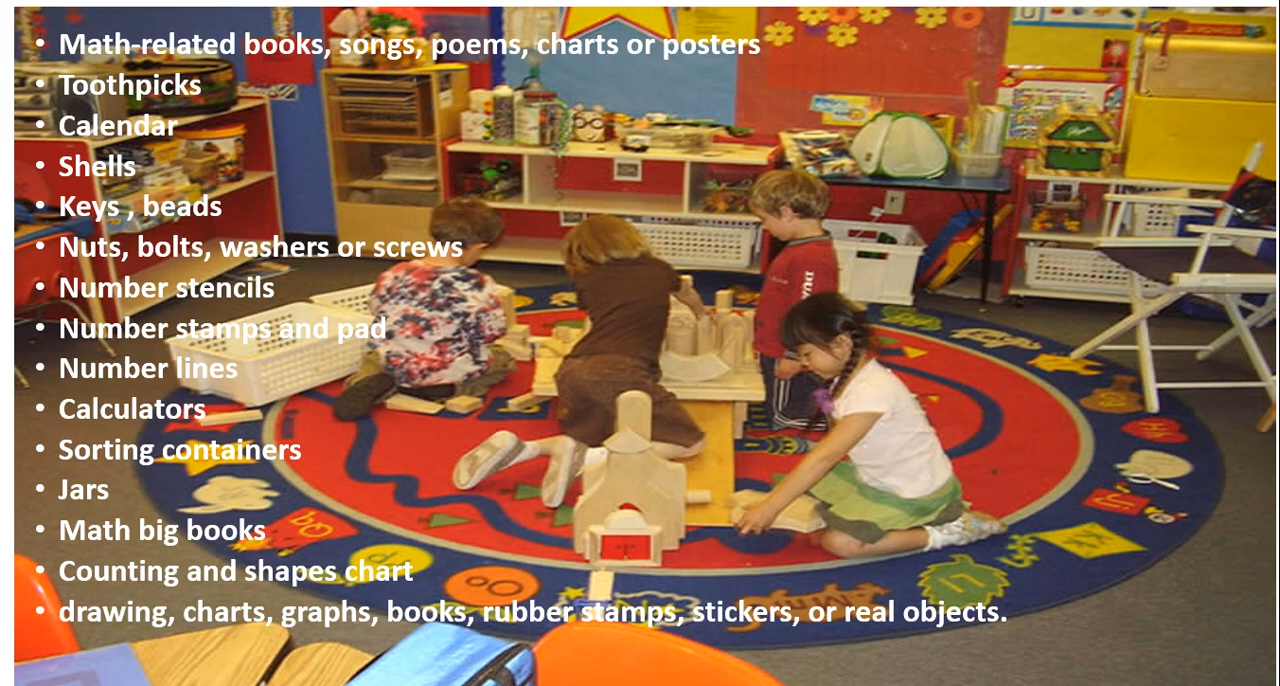 • Math-related books, songs, poems, charts or posters
• Toothpicks
• Calendar
• Shells
• Keys , beads
• Nuts, bolts, washers or screws
• Number stencils
• Number stamps and pad
• Number lines
• Calculators
• Sorting containers
• Jars
• Math big books
• Counting and shapes chart
• drawing, charts, graphs, books, rubber stamps, stickers, or real objects.